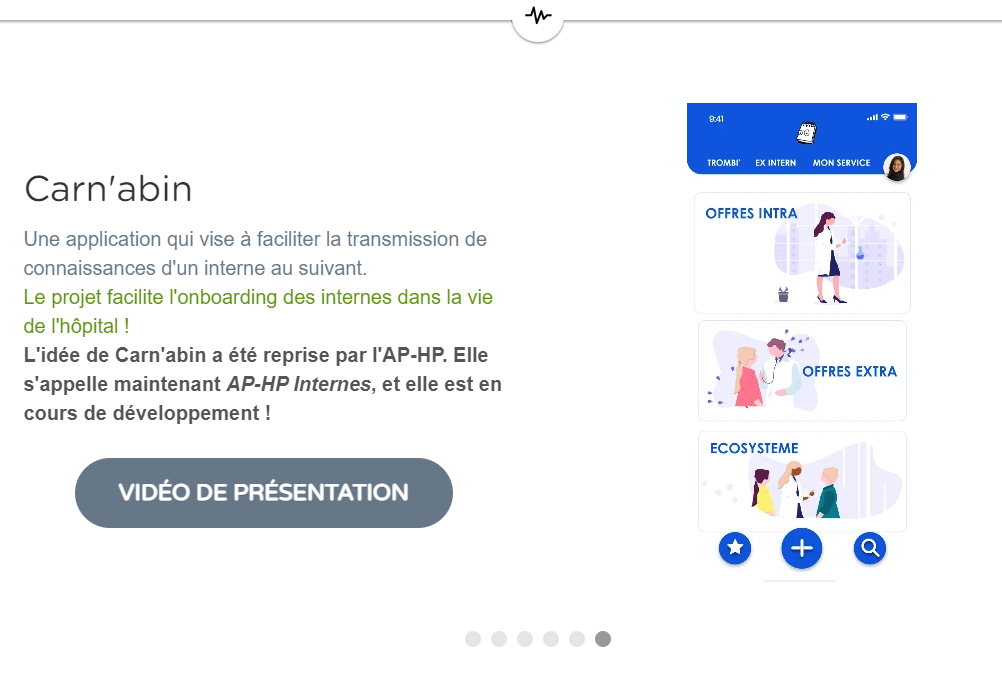 Carn'abin
Une application qui vise à faciliter la transmission de
connaissances d'un interne au suivant.
Le projet facilite l'onboarding des internes dans la vie
de l'hôpital !
L'idée de Carn'abin a été reprise par l'AP-HP. Elle
s'appelle maintenant AP-HP Internes, et elle est en
cours de développement !
VIDÉO DE PRÉSENTATION
9:41
TROMBI' EX INTERN MON SERVICE
OFFRES INTRA
OFFRES EXTRA
ECOSYSTEME